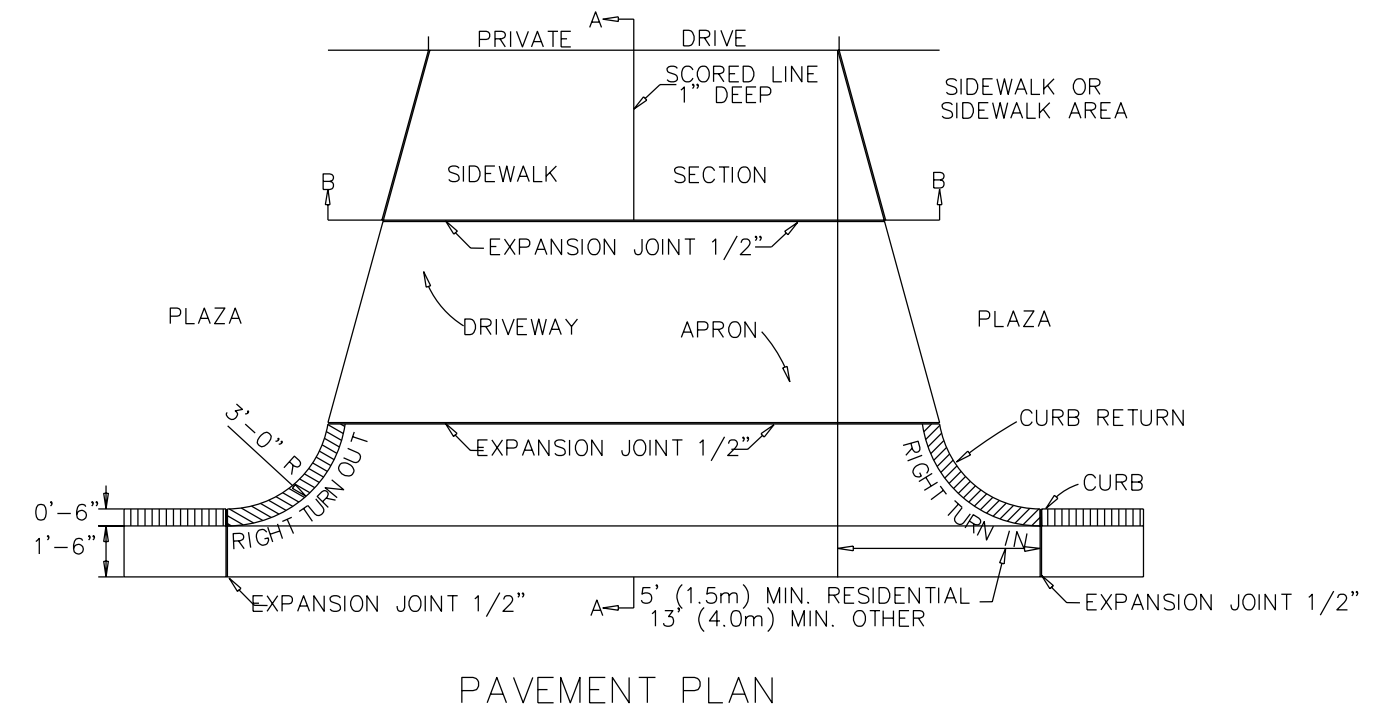 A
PRIVATE DRIVE
SCORED LINE
1" DEEP
SIDEWALK OR
SIDEWALK AREA
B
SIDEWALK SECTION
B
EXPANSION JOINT 1/2"
PLAZA
DRIVEWAY
APRON
PLAZA
3'-0" R
RIGHT TURN OUT
EXPANSION JOINT 1/2"
RIGHT TURN IN
CURB RETURN
CURB
0'-6"
1'-6"
EXPANSION JOINT 1/2"
A
5' (1.5m) MIN. RESIDENTIAL
13' (4.0m) MIN. OTHER
EXPANSION JOINT 1/2"
PAVEMENT PLAN